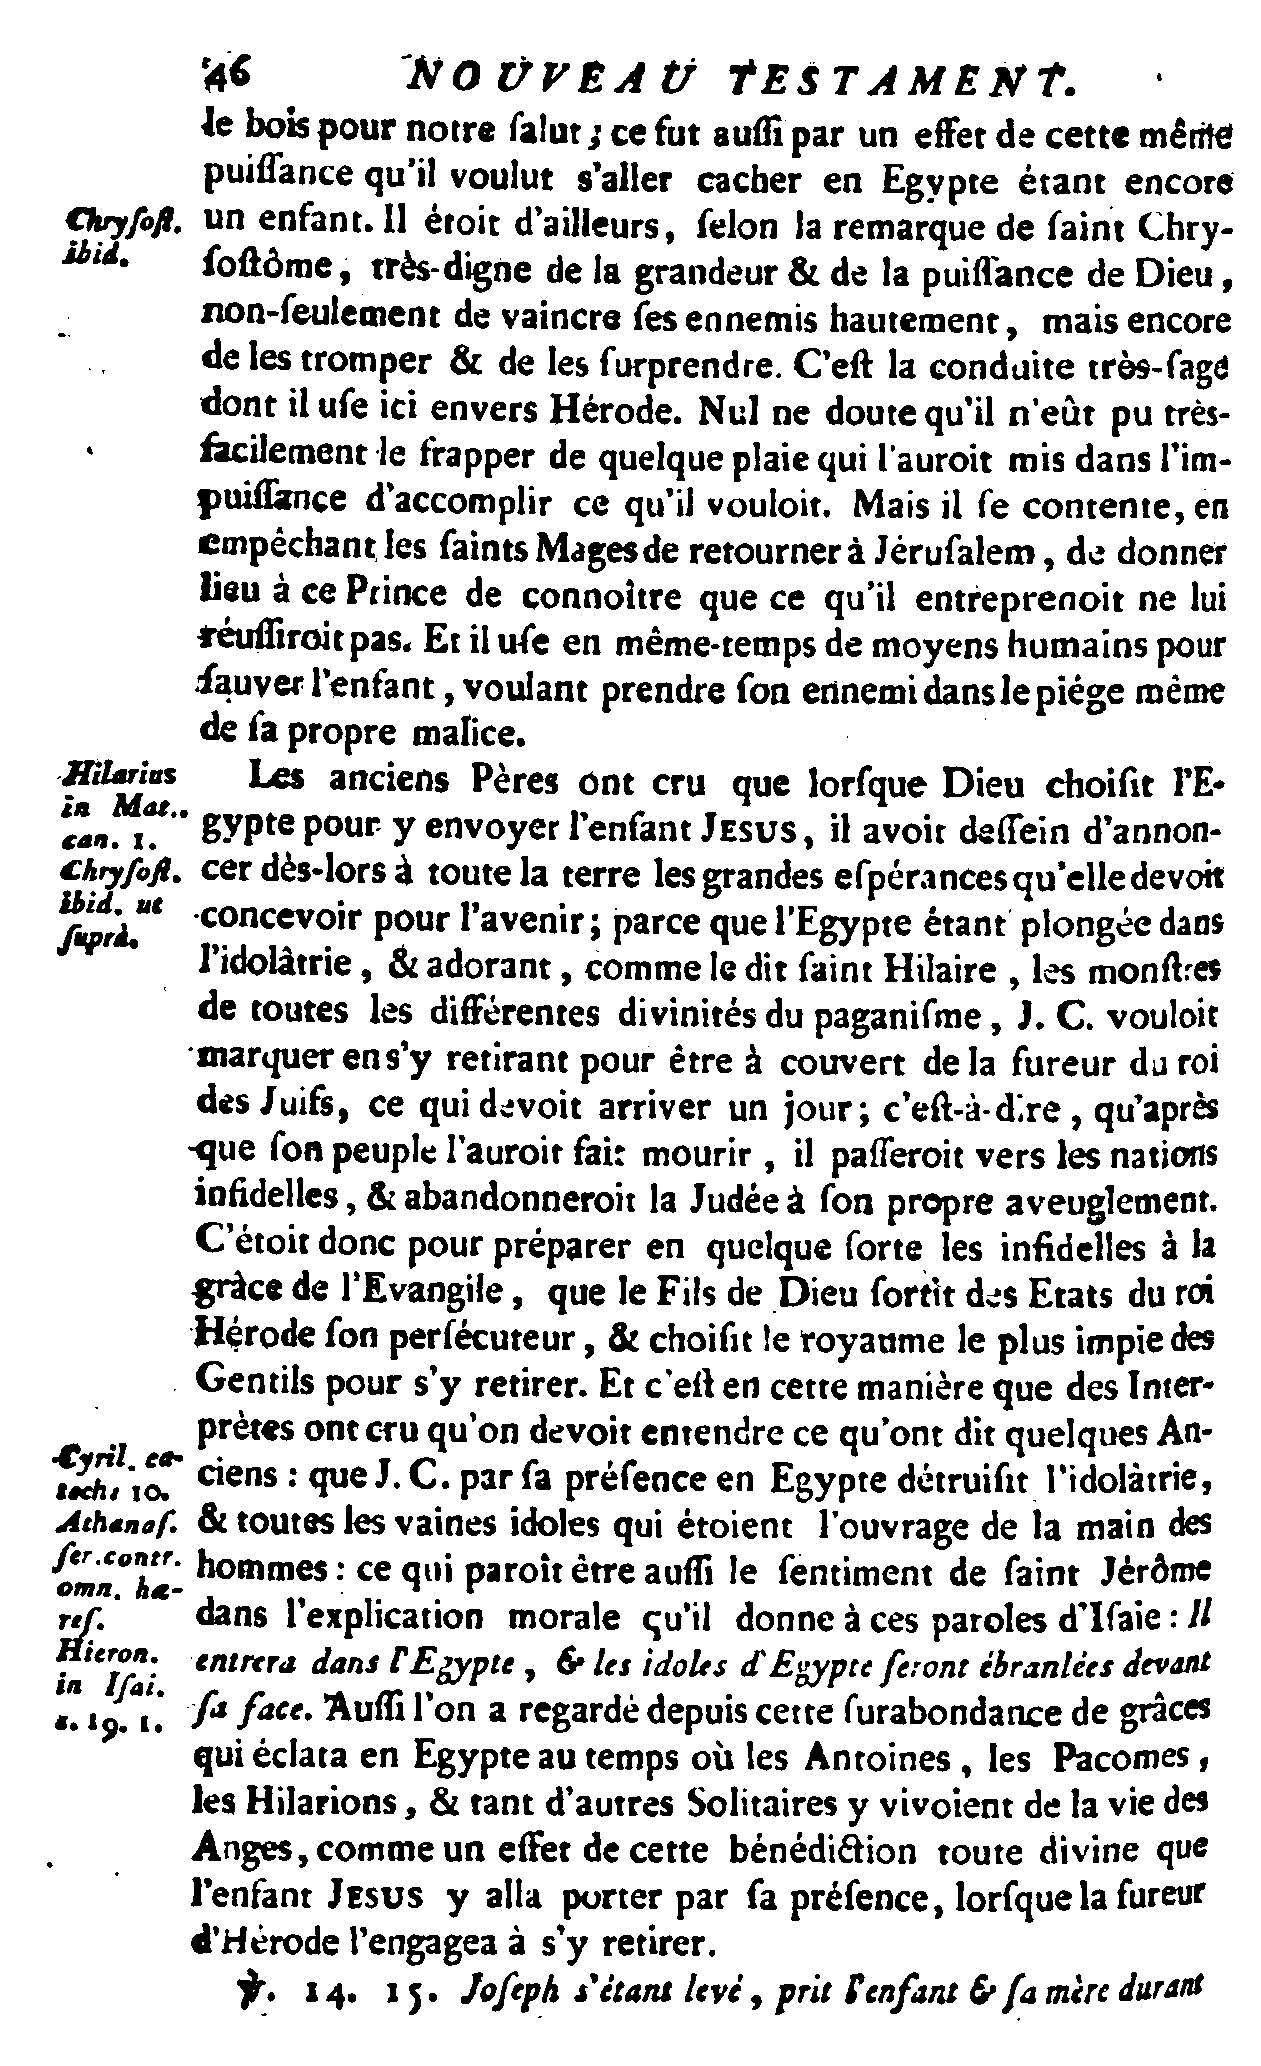 46 NOUVEAU TESTAMENT.
le bois pour notre ſalut ; ce fut auſſi par un effet de cette même
puiſſance qu'il voulut s'aller cacher en Egypte étant encore
Chryſoſt. un enfant. Il étoit d'ailleurs, ſelon la remarque de ſaint Chry-
ibid. ſoſtôme, très-digne de la grandeur & de la puiſſance de Dieu,
non-ſeulement de vaincre ſes ennemis hautement, mais encore
de les tromper & de les ſurprendre. C'eſt la conduite très-ſage
dont il uſe ici envers Hérode. Nul ne doute qu'il n'eût pu très-
facilement le frapper de quelque plaie qui l'auroit mis dans l'im-
puiſſance d'accomplir ce qu'il vouloit. Mais il ſe contente, en
empêchant les ſaints Mages de retourner à Jéruſalem, de donner
lieu à ce Prince de connoître que ce qu'il entreprenoit ne lui
réuſſiroit pas. Et il uſe en même-temps de moyens humains pour
ſauver l'enfant, voulant prendre ſon ennemi dans le piége même
de ſa propre malice.
Hilarius Les anciens Pères ont cru que lorſque Dieu choiſit l'E-
in Mat.. gypte pour y envoyer l'enfant JESUS, il avoit deſſein d'annon-
can. 1.
Chryſoſt. cer dès-lors à toute la terre les grandes eſpérances qu'elle devoit
ibid. ut concevoir pour l'avenir ; parce que l'Egypte étant plongée dans
ſuprà. l'idolâtrie, & adorant, comme le dit ſaint Hilaire, les monſtres
de toutes les différentes divinités du paganiſme, J. C. vouloit
marquer en s'y retirant pour être à couvert de la fureur du roi
des Juifs, ce qui devoit arriver un jour ; c'eſt-à-dire, qu'après
que ſon peuple l'auroit fait mourir, il paſſeroit vers les nations
infidelles, & abandonneroit la Judée à ſon propre aveuglement.
C'étoit donc pour préparer en quelque ſorte les infidelles à la
grâce de l'Evangile, que le Fils de Dieu ſortit des Etats du roi
Hérode ſon perſécuteur, & choiſit le royaume le plus impie des
Gentils pour s'y retirer. Et c'eſt en cette manière que des Inter-
prètes ont cru qu'on devoit entendre ce qu'ont dit quelques An-
Cyril. ca- ciens : que J. C. par ſa préſence en Egypte détruiſit l'idolàtrie,
tech. 10.
Athanaſ. & toutes les vaines idoles qui étoient l'ouvrage de la main des
ſer. contr. hommes : ce qui paroît être auſſi le ſentiment de ſaint Jérôme
omn. hæ-
reſ. dans l'explication morale qu'il donne à ces paroles d'Iſaie : Il
Hieron. entrera dans l'Egypte, & les idoles d'Egypte ſeront ébranlées devant
in Iſai.
c. 19. 1. ſa face. Auſſi l'on a regardé depuis cette ſurabondance de grâces
qui éclata en Egypte au temps où les Antoines, les Pacomes,
les Hilarions, & tant d'autres Solitaires y vivoient de la vie des
Anges, comme un effet de cette bénédiction toute divine que
l'enfant JESUS y alla porter par ſa préſence, lorſque la fureur
d'Hérode l'engagea à s'y retirer.
℣. 14. 15. Joſeph s'étant levé, prit l'enfant & ſa mère durant